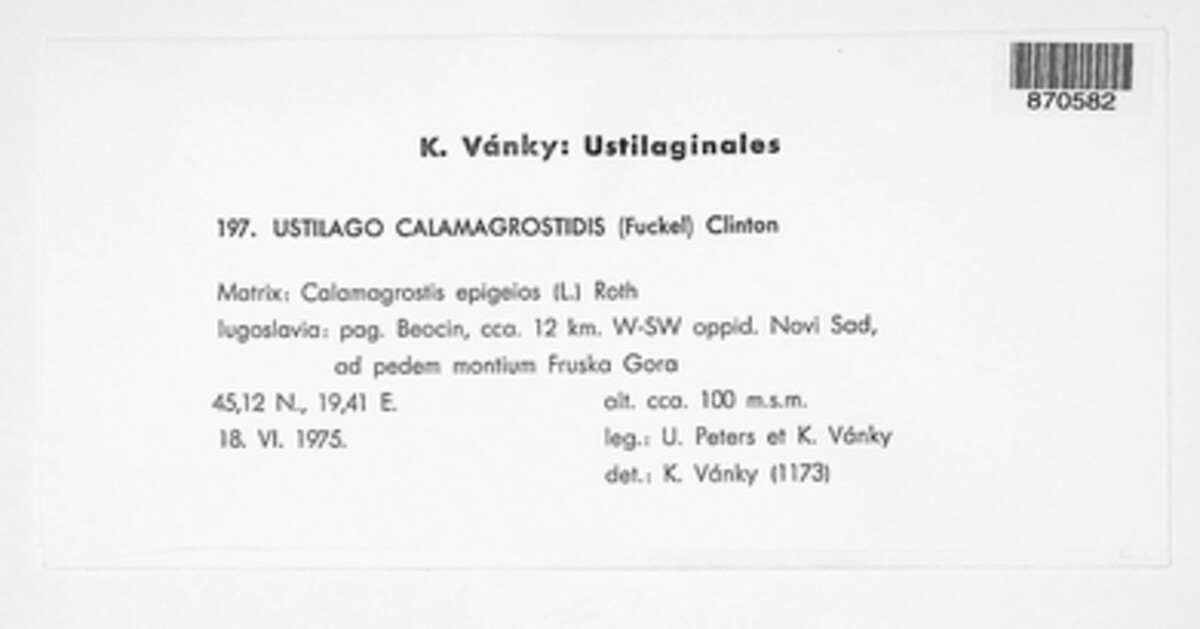 870582
K. Vánky: Ustilaginales
197. USTILAGO CALAMAGROSTIDIS (Fuckel) Clinton
Matrix: Calamagrostis epigeios (L.) Roth
Iugoslavia: pag. Beocin, cca. 12 km. W-SW oppid. Novi Sad,
ad pedem montium Fruska Gora
45,12 N., 19,41 E. alt. cca. 100 m.s.m.
18. VI. 1975. leg.: U. Peters et K. Vánky
det.: K. Vánky (1173)